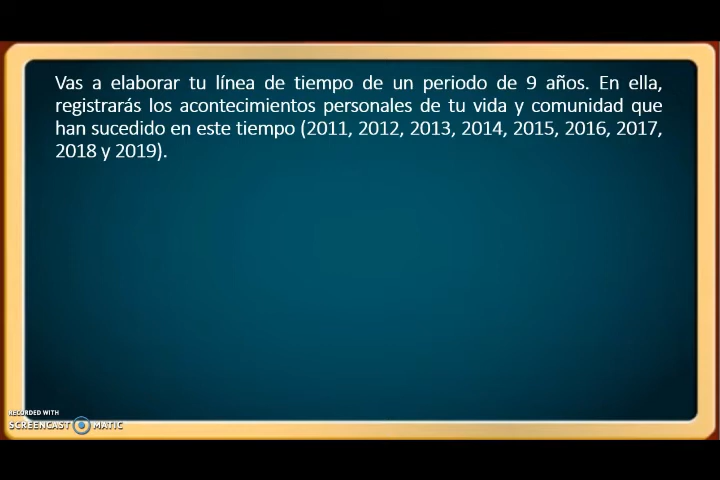 Vas a elaborar tu línea de tiempo de un periodo de 9 años. En ella,
registrarás los acontecimientos personales de tu vida y comunidad que
han sucedido en este tiempo (2011, 2012, 2013, 2014, 2015, 2016, 2017,
2018 y 2019).
RECORDED WITH
SCREENCAST MATIC